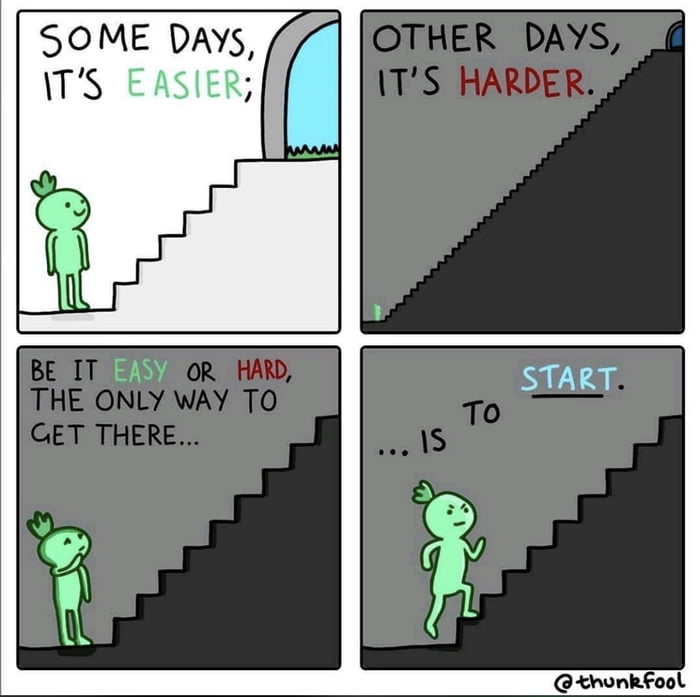 SOME DAYS,
IT'S EASIER;
OTHER DAYS,
IT'S HARDER.
BE IT EASY OR HARD,
THE ONLY WAY TO
GET THERE...
... IS TO START.
@thunkfool